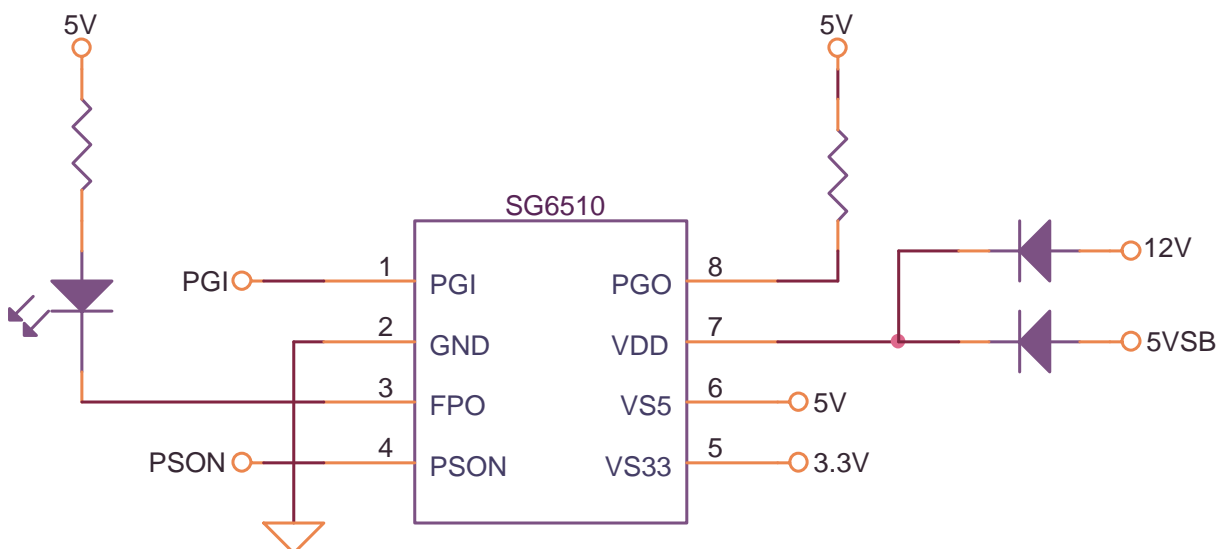 5V
5V
SG6510
PGI
1
PGI
PGO
8
12V
2
GND
VDD
7
5VSB
3
FPO
VS5
6
5V
PSON
4
PSON
VS33
5
3.3V